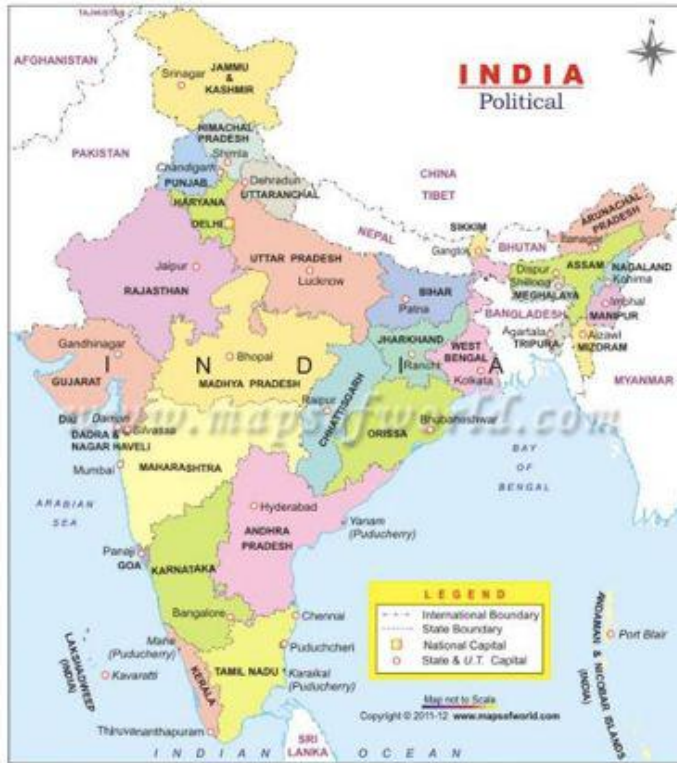 TAJIKISTAN
AFGHANISTAN
JAMMU
&
KASHMIR
Srinagar
INDIA
Political
N
PAKISTAN
HIMACHAL
PRADESH
Shimla
Chandigarh
PUNJAB
Dehradun
UTTARANCHAL
HARYANA
DELHI
CHINA
TIBET
NEPAL
SIKKIM
Gangtok
BHUTAN
ARUNACHAL
PRADESH
Itanagar
Jaipur
RAJASTHAN
UTTAR PRADESH
Lucknow
BIHAR
Patna
Dispur
ASSAM
NAGALAND
Shillong
Kohima
MEGHALAYA
Imphal
MANIPUR
BANGLADESH
Agartala
TRIPURA
Aizawl
MIZORAM
MYANMAR
Gandhinagar
GUJARAT
I N D I A
Bhopal
MADHYA PRADESH
JHARKHAND
Ranchi
WEST
BENGAL
Kolkata
Raipur
CHHATTISGARH
www.mapsofworld.com
Daman
Silvassa
DADRA &
NAGAR HAVELI
ORISSA
Bhubaneshwar
Mumbai
MAHARASHTRA
BAY
OF
BENGAL
ARABIAN
SEA
Hyderabad
ANDHRA
PRADESH
Yanam
(Puducherry)
Panaji
GOA
KARNATAKA
Bangalore
Chennai
Mahe
(Puducherry)
Puduchcheri
LAKSHADWEEP
(INDIA)
Kavaratti
KERALA
TAMIL NADU
Karaikal
(Puducherry)
Thiruvananthapuram
LEGEND
International Boundary
State Boundary
National Capital
State & U.T. Capital
Map not to Scale
Copyright © 2011-12 www.mapsofworld.com
Port Blair
ANDAMAN & NICOBAR ISLANDS
(INDIA)
SRI
LANKA
INDIAN OCEAN